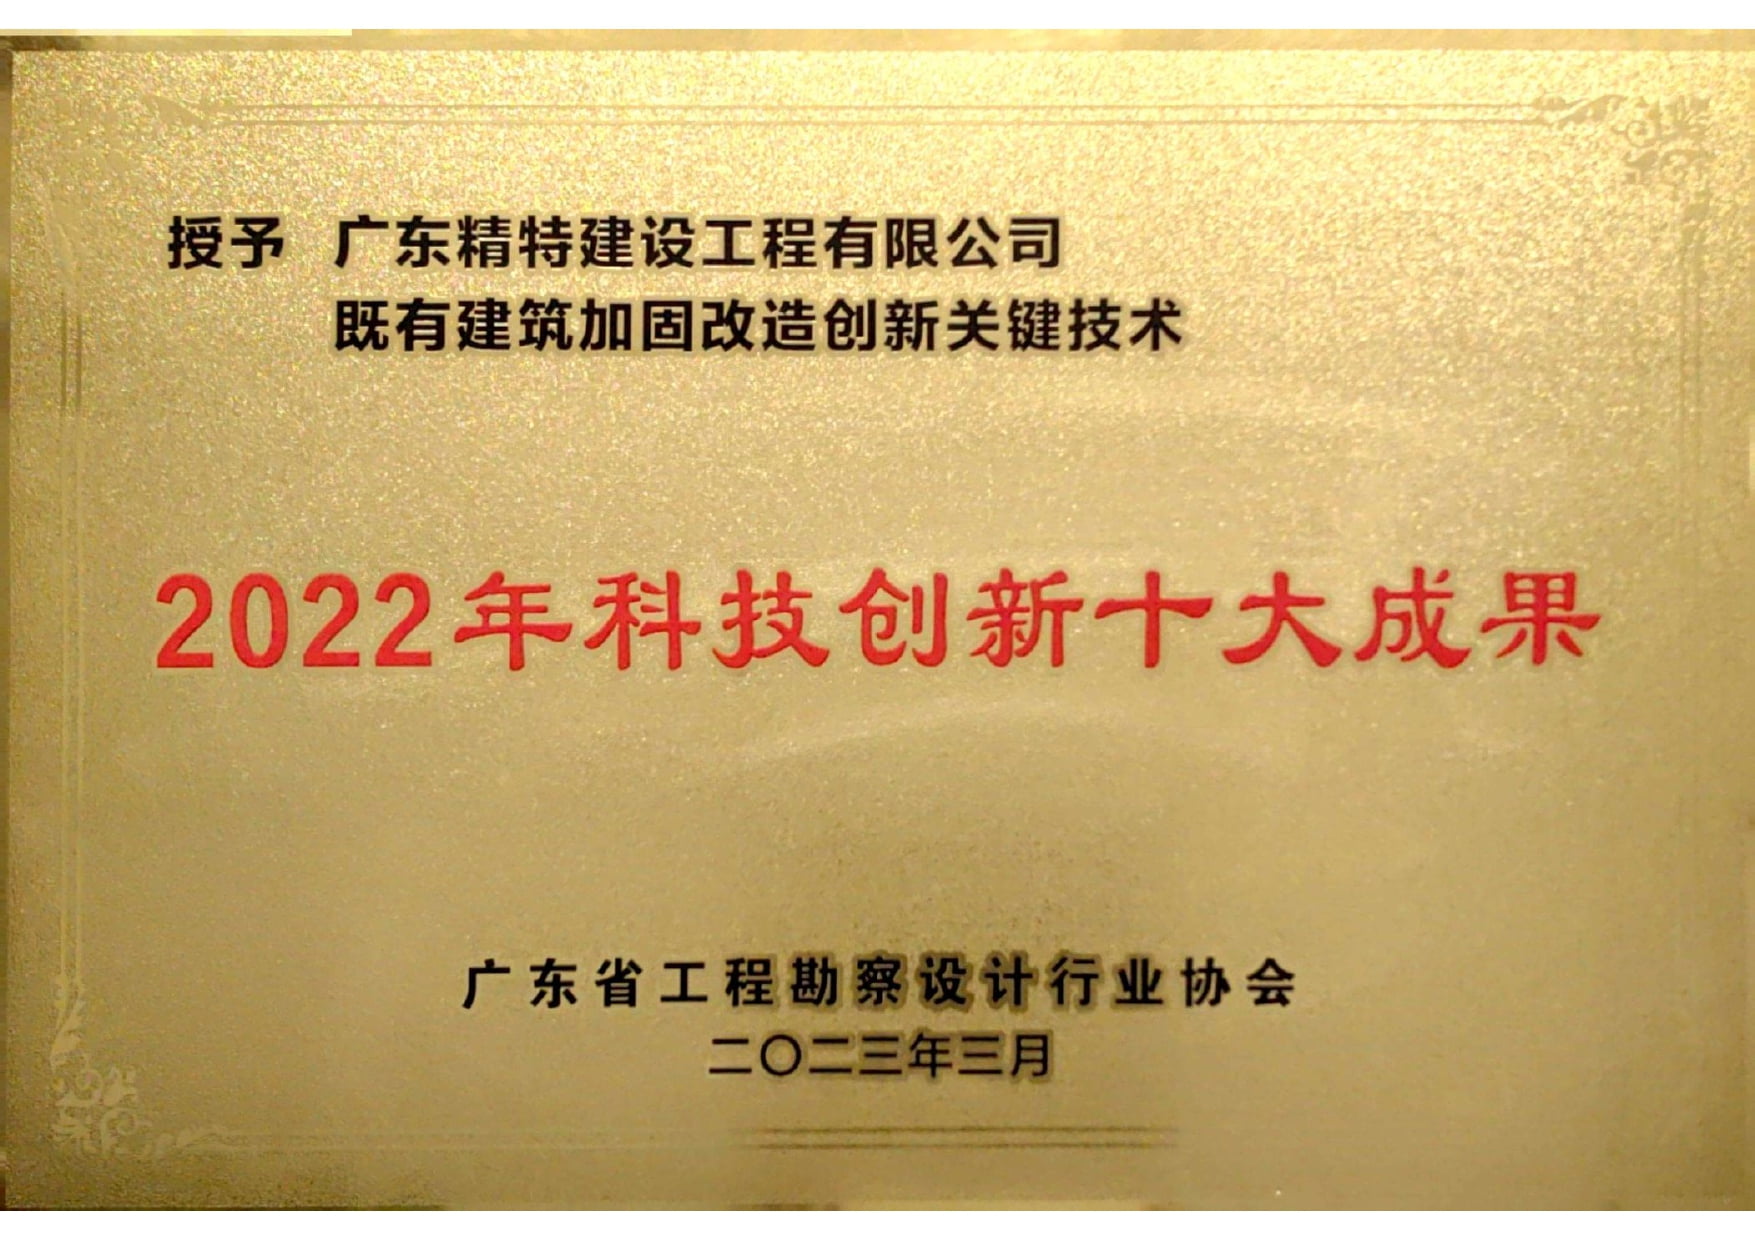 授予 广东精特建设工程有限公司
既有建筑加固改造创新关键技术
2022年科技创新十大成果
广东省工程勘察设计行业协会
二〇二三年三月